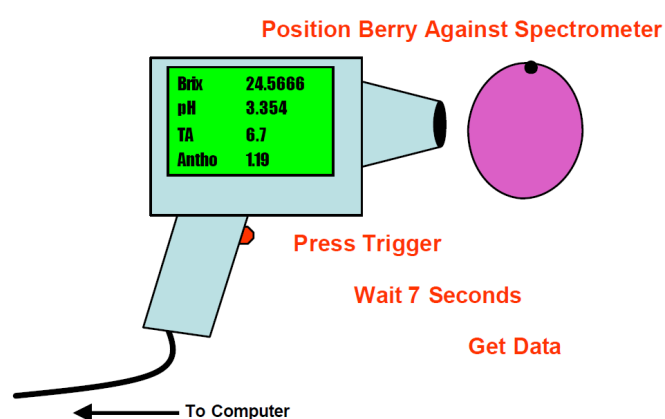 Position Berry Against Spectrometer
Brix 24.5666
pH 3.354
TA 6.7
Antho 1.19
Press Trigger
Wait 7 Seconds
Get Data
To Computer